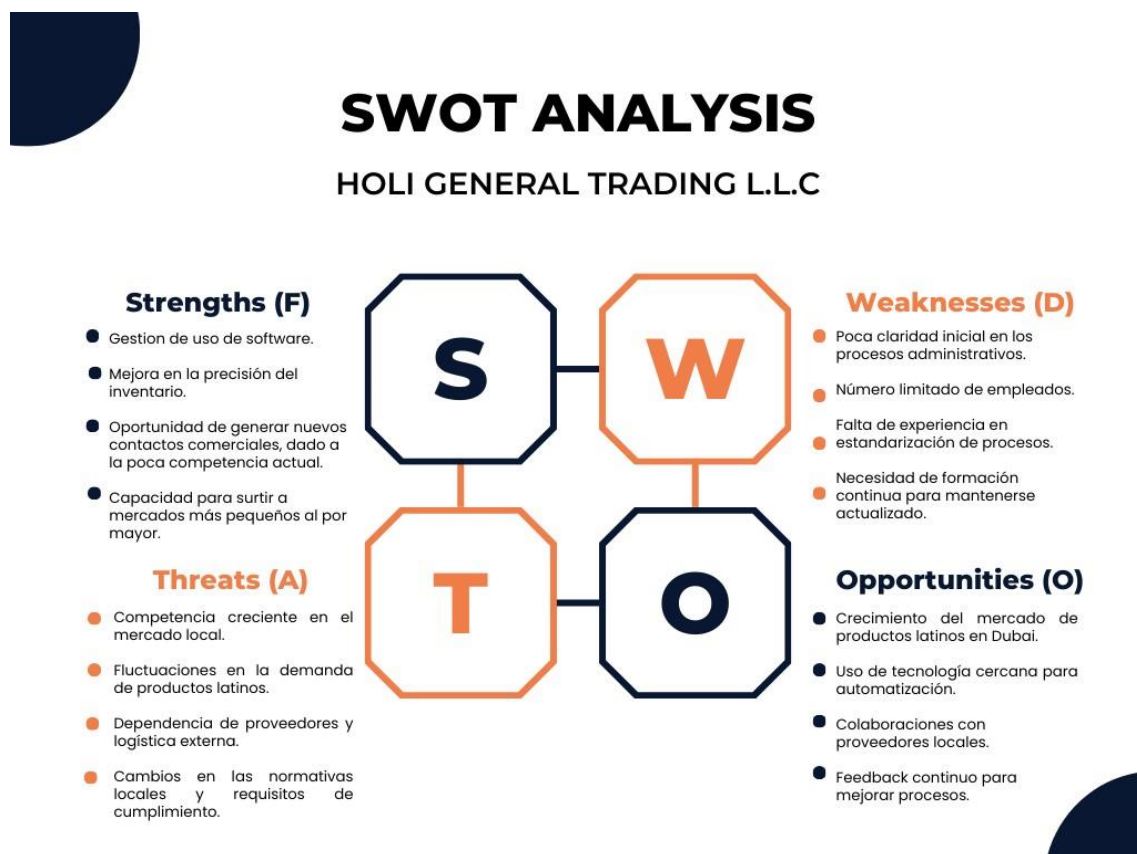 SWOT ANALYSIS
HOLI GENERAL TRADING L.L.C
Strengths (F)
Gestion de uso de software.
Mejora en la precisión del
inventario.
Oportunidad de generar nuevos
contactos comerciales, dado a
la poca competencia actual.
Capacidad para surtir a
mercados más pequeños al por
mayor.
S
W
Weaknesses (D)
Poca claridad inicial en los
procesos administrativos.
Número limitado de empleados.
Falta de experiencia en
estandarización de procesos.
Necesidad de formación
continua para mantenerse
actualizado.
Threats (A)
Competencia creciente en el
mercado local.
Fluctuaciones en la demanda
de productos latinos.
Dependencia de proveedores y
logística externa.
Cambios en las normativas
locales y requisitos de
cumplimiento.
T
O
Opportunities (O)
Crecimiento del mercado de
productos latinos en Dubai.
Uso de tecnología cercana para
automatización.
Colaboraciones con
proveedores locales.
Feedback continuo para
mejorar procesos.